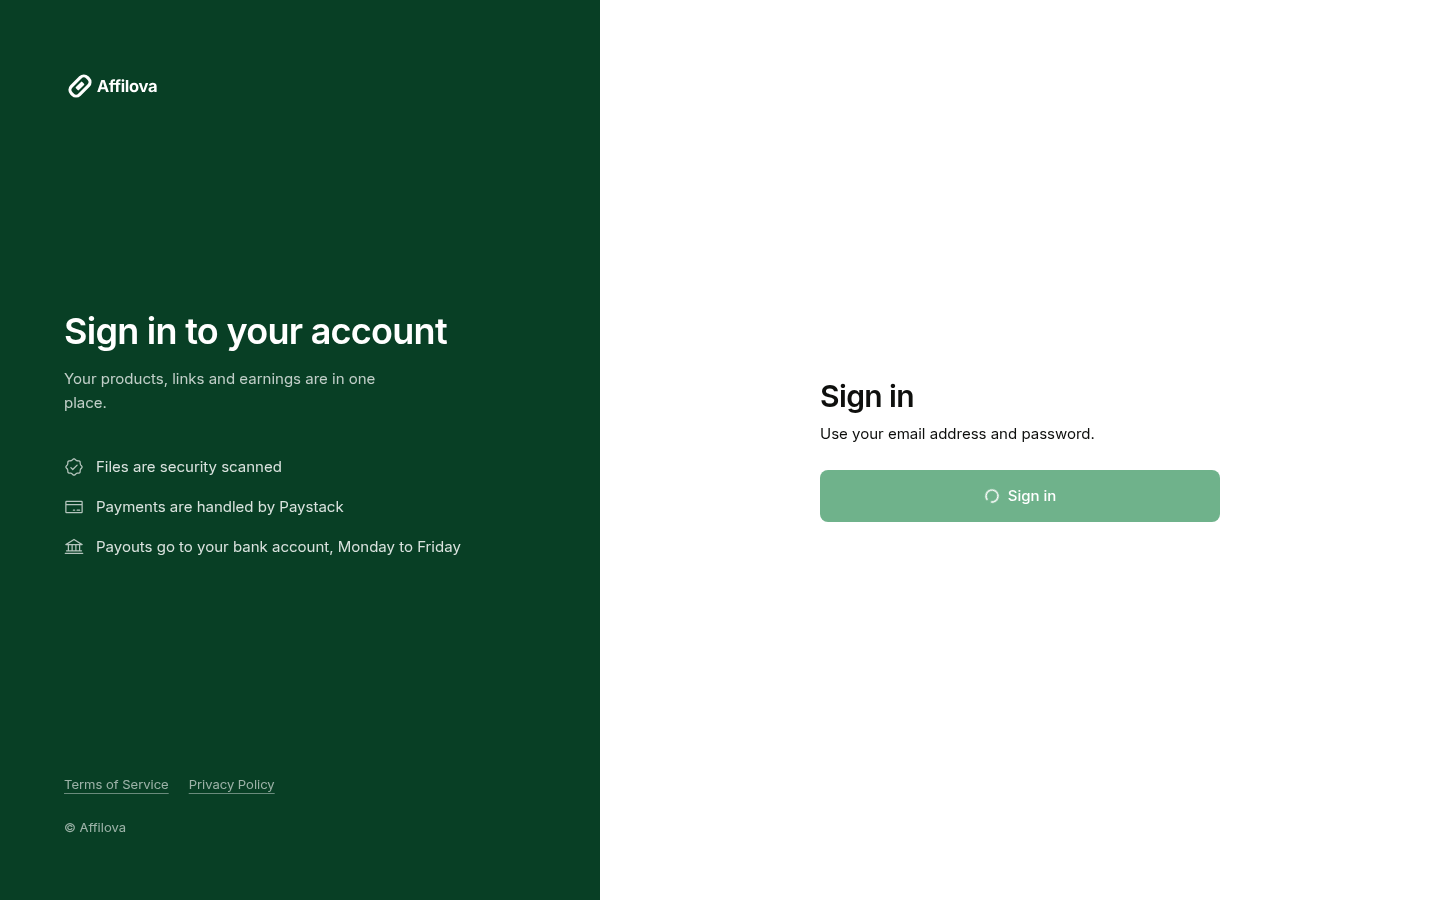 Affilova
Sign in to your account
Your products, links and earnings are in one
place.
Files are security scanned
Payments are handled by Paystack
Payouts go to your bank account, Monday to Friday
Terms of Service Privacy Policy
© Affilova
Sign in
Use your email address and password.
Sign in